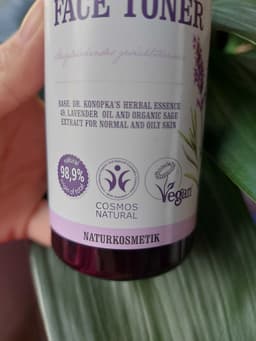 FACE TONER
BASE: DR. KONOPKA'S HERBAL ESSENCE
49, LAVENDER OIL AND ORGANIC SAGE
EXTRACT FOR NORMAL AND OILY SKIN
natural
98,9%
COSMOS
NATURAL
Vegan
NATURKOSMETIK